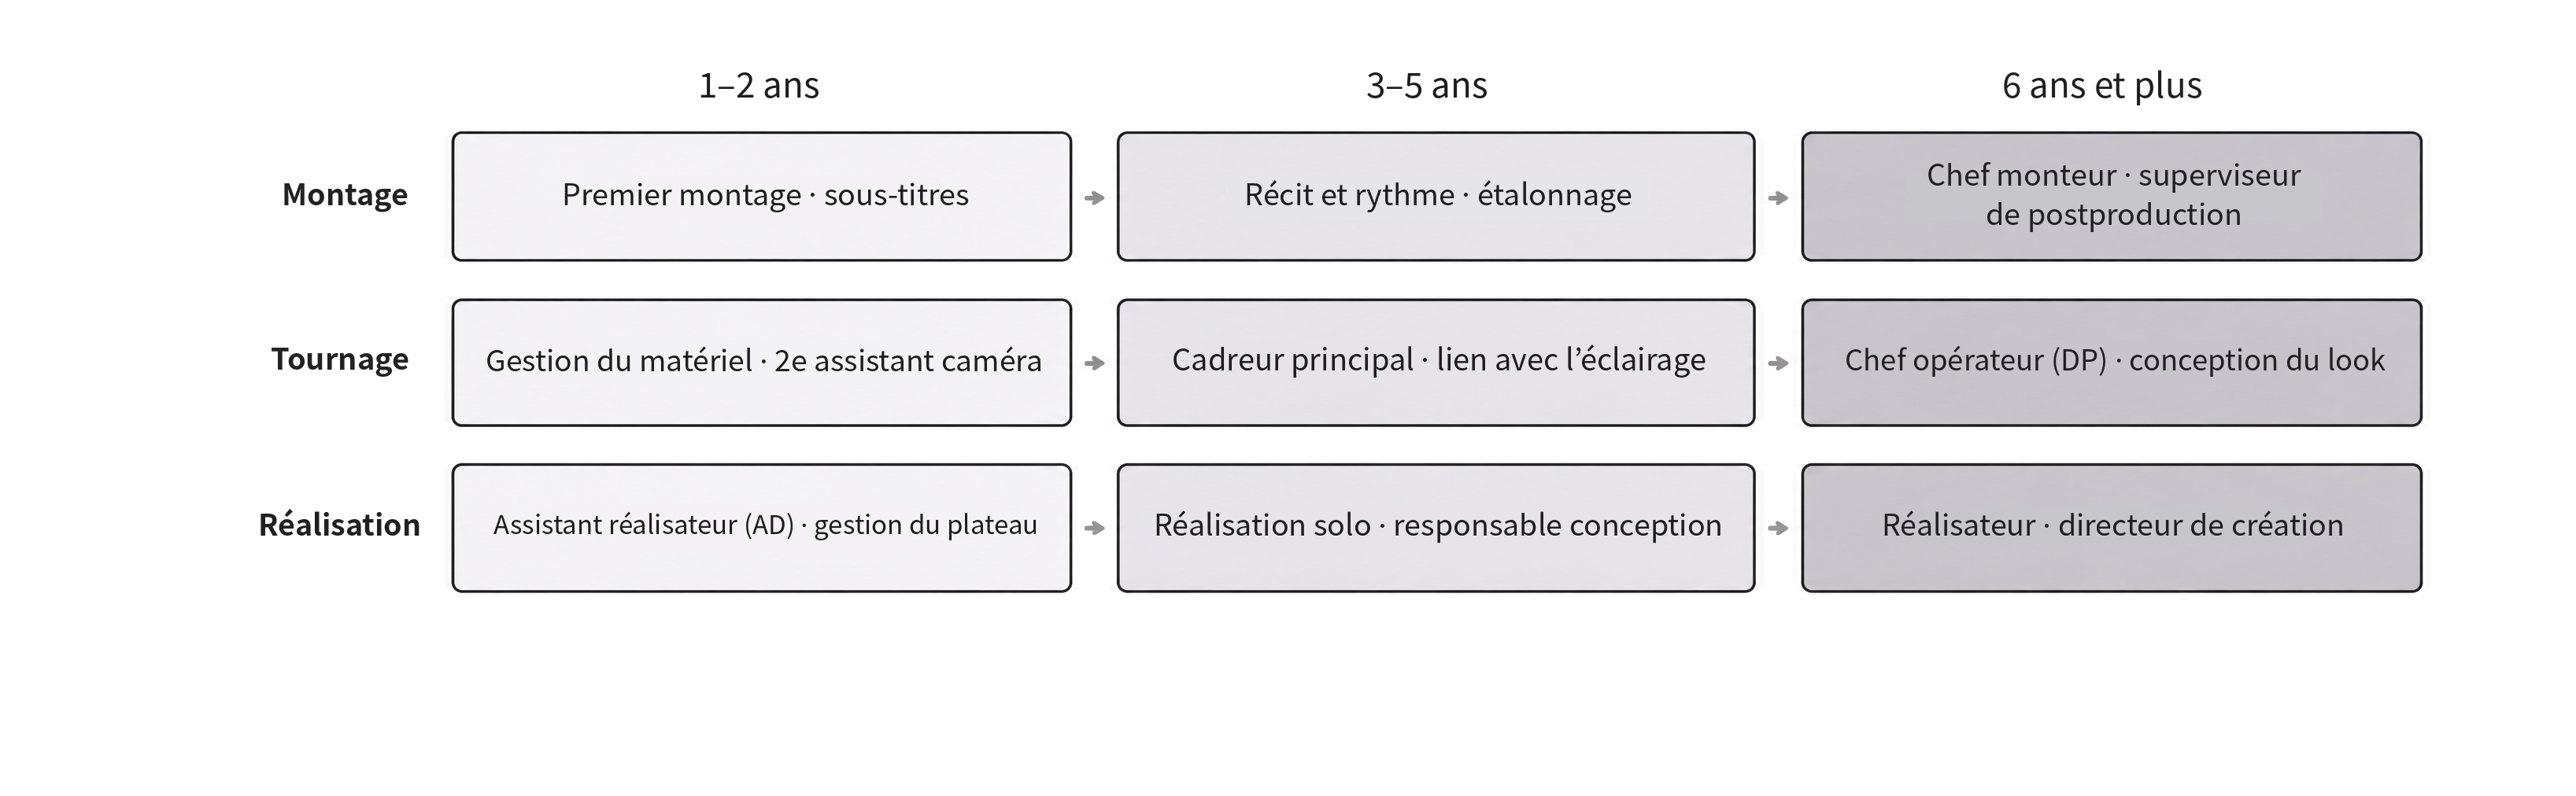 1–2 ans
3–5 ans
6 ans et plus
Montage
Premier montage · sous-titres
Récit et rythme · étalonnage
Chef monteur · superviseur
de postproduction
Tournage
Gestion du matériel · 2e assistant caméra
Cadreur principal · lien avec l’éclairage
Chef opérateur (DP) · conception du look
Réalisation
Assistant réalisateur (AD) · gestion du plateau
Réalisation solo · responsable conception
Réalisateur · directeur de création